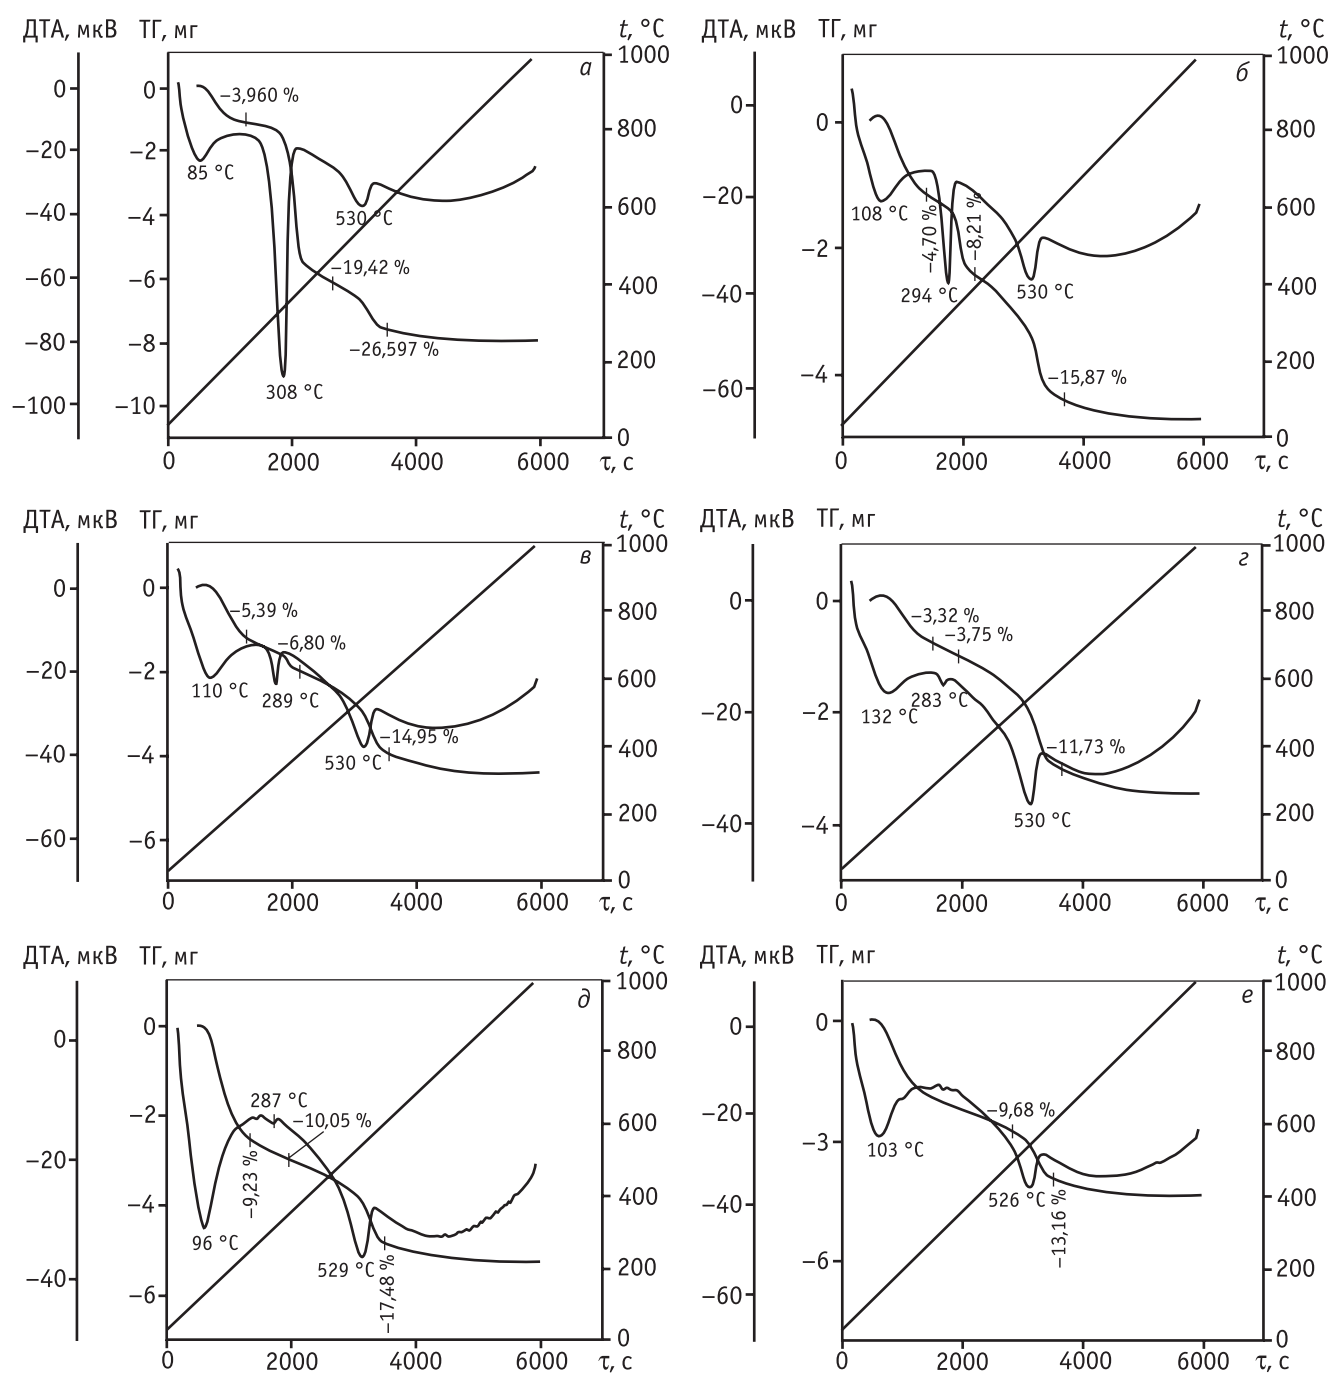 ДТА, мкВ ТГ, мг t, °C
а
1000
0 0
–3,960 %
800
–20 –2
85 °C
600
–40 –4
530 °C
–60 –6
–19,42 %
400
–80 –8
–26,597 %
200
308 °C
–100 –10
0
0 2000 4000 6000 τ, с
ДТА, мкВ ТГ, мг t, °C
б
1000
0 0
800
–20
108 °C
–4,70 %
–8,21 %
600
–2
294 °C
530 °C
–40
400
–4
–15,87 %
200
–60
0
0 2000 4000 6000 τ, с
ДТА, мкВ ТГ, мг t, °C
в
1000
0 0
–5,39 %
800
–6,80 %
–20 –2
110 °C 289 °C
600
–14,95 %
530 °C
–40 –4
400
200
–60 –6
0
0 2000 4000 6000 τ, с
ДТА, мкВ ТГ, мг t, °C
г
1000
0 0
–3,32 %
–3,75 %
800
132 °C 283 °C
600
–20 –2
–11,73 %
400
530 °C
–40 –4
200
0
0 2000 4000 6000 τ, с
ДТА, мкВ ТГ, мг t, °C
д
1000
0 0
800
287 °C
–10,05 %
–2
–20
–9,23 %
600
–4
96 °C
529 °C
400
–40 –6
–17,48 %
200
0
0 2000 4000 6000 τ, с
ДТА, мкВ ТГ, мг t, °C
е
1000
0 0
800
–20
–9,68 %
–3
103 °C
600
526 °C
–13,16 %
–40
400
–6
–60
200
0
0 2000 4000 6000 τ, с